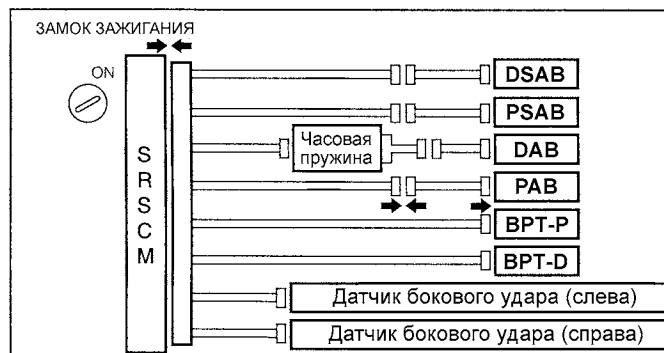 ЗАМОК ЗАЖИГАНИЯ
ON
SRSCM
DSAB
PSAB
Часовая
пружина
DAB
PAB
BPT-P
BPT-D
Датчик бокового удара (слева)
Датчик бокового удара (справа)